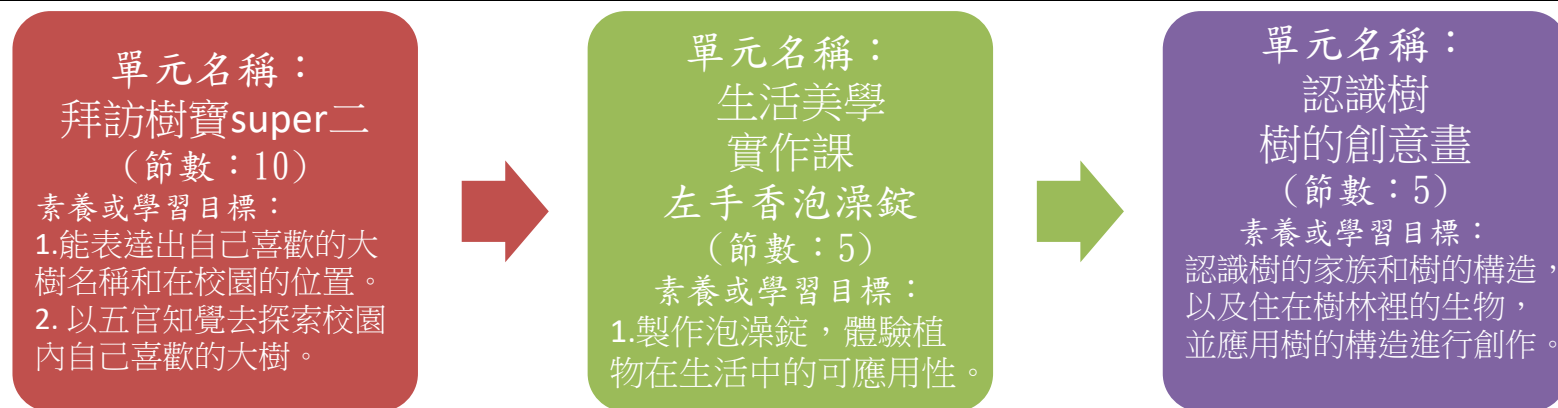 單元名稱：
拜訪樹寶super二
(節數：10)
素養或學習目標：
1.能表達出自己喜歡的大
樹名稱和在校園的位置。
2. 以五官知覺去探索校園
內自己喜歡的大樹。
單元名稱：
生活美學
實作課
左手香泡澡錠
(節數：5)
素養或學習目標：
1.製作泡澡錠，體驗植
物在生活中的可應用性。
單元名稱：
認識樹
樹的創意畫
(節數：5)
素養或學習目標：
認識樹的家族和樹的構造，
以及住在樹林裡的生物，
並應用樹的構造進行創作。